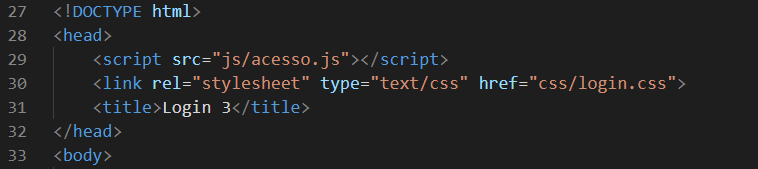 27 <!DOCTYPE html>
28 <head>
29     <script src="js/acesso.js"></script>
30     <link rel="stylesheet" type="text/css" href="css/login.css">
31     <title>Login 3</title>
32 </head>
33 <body>